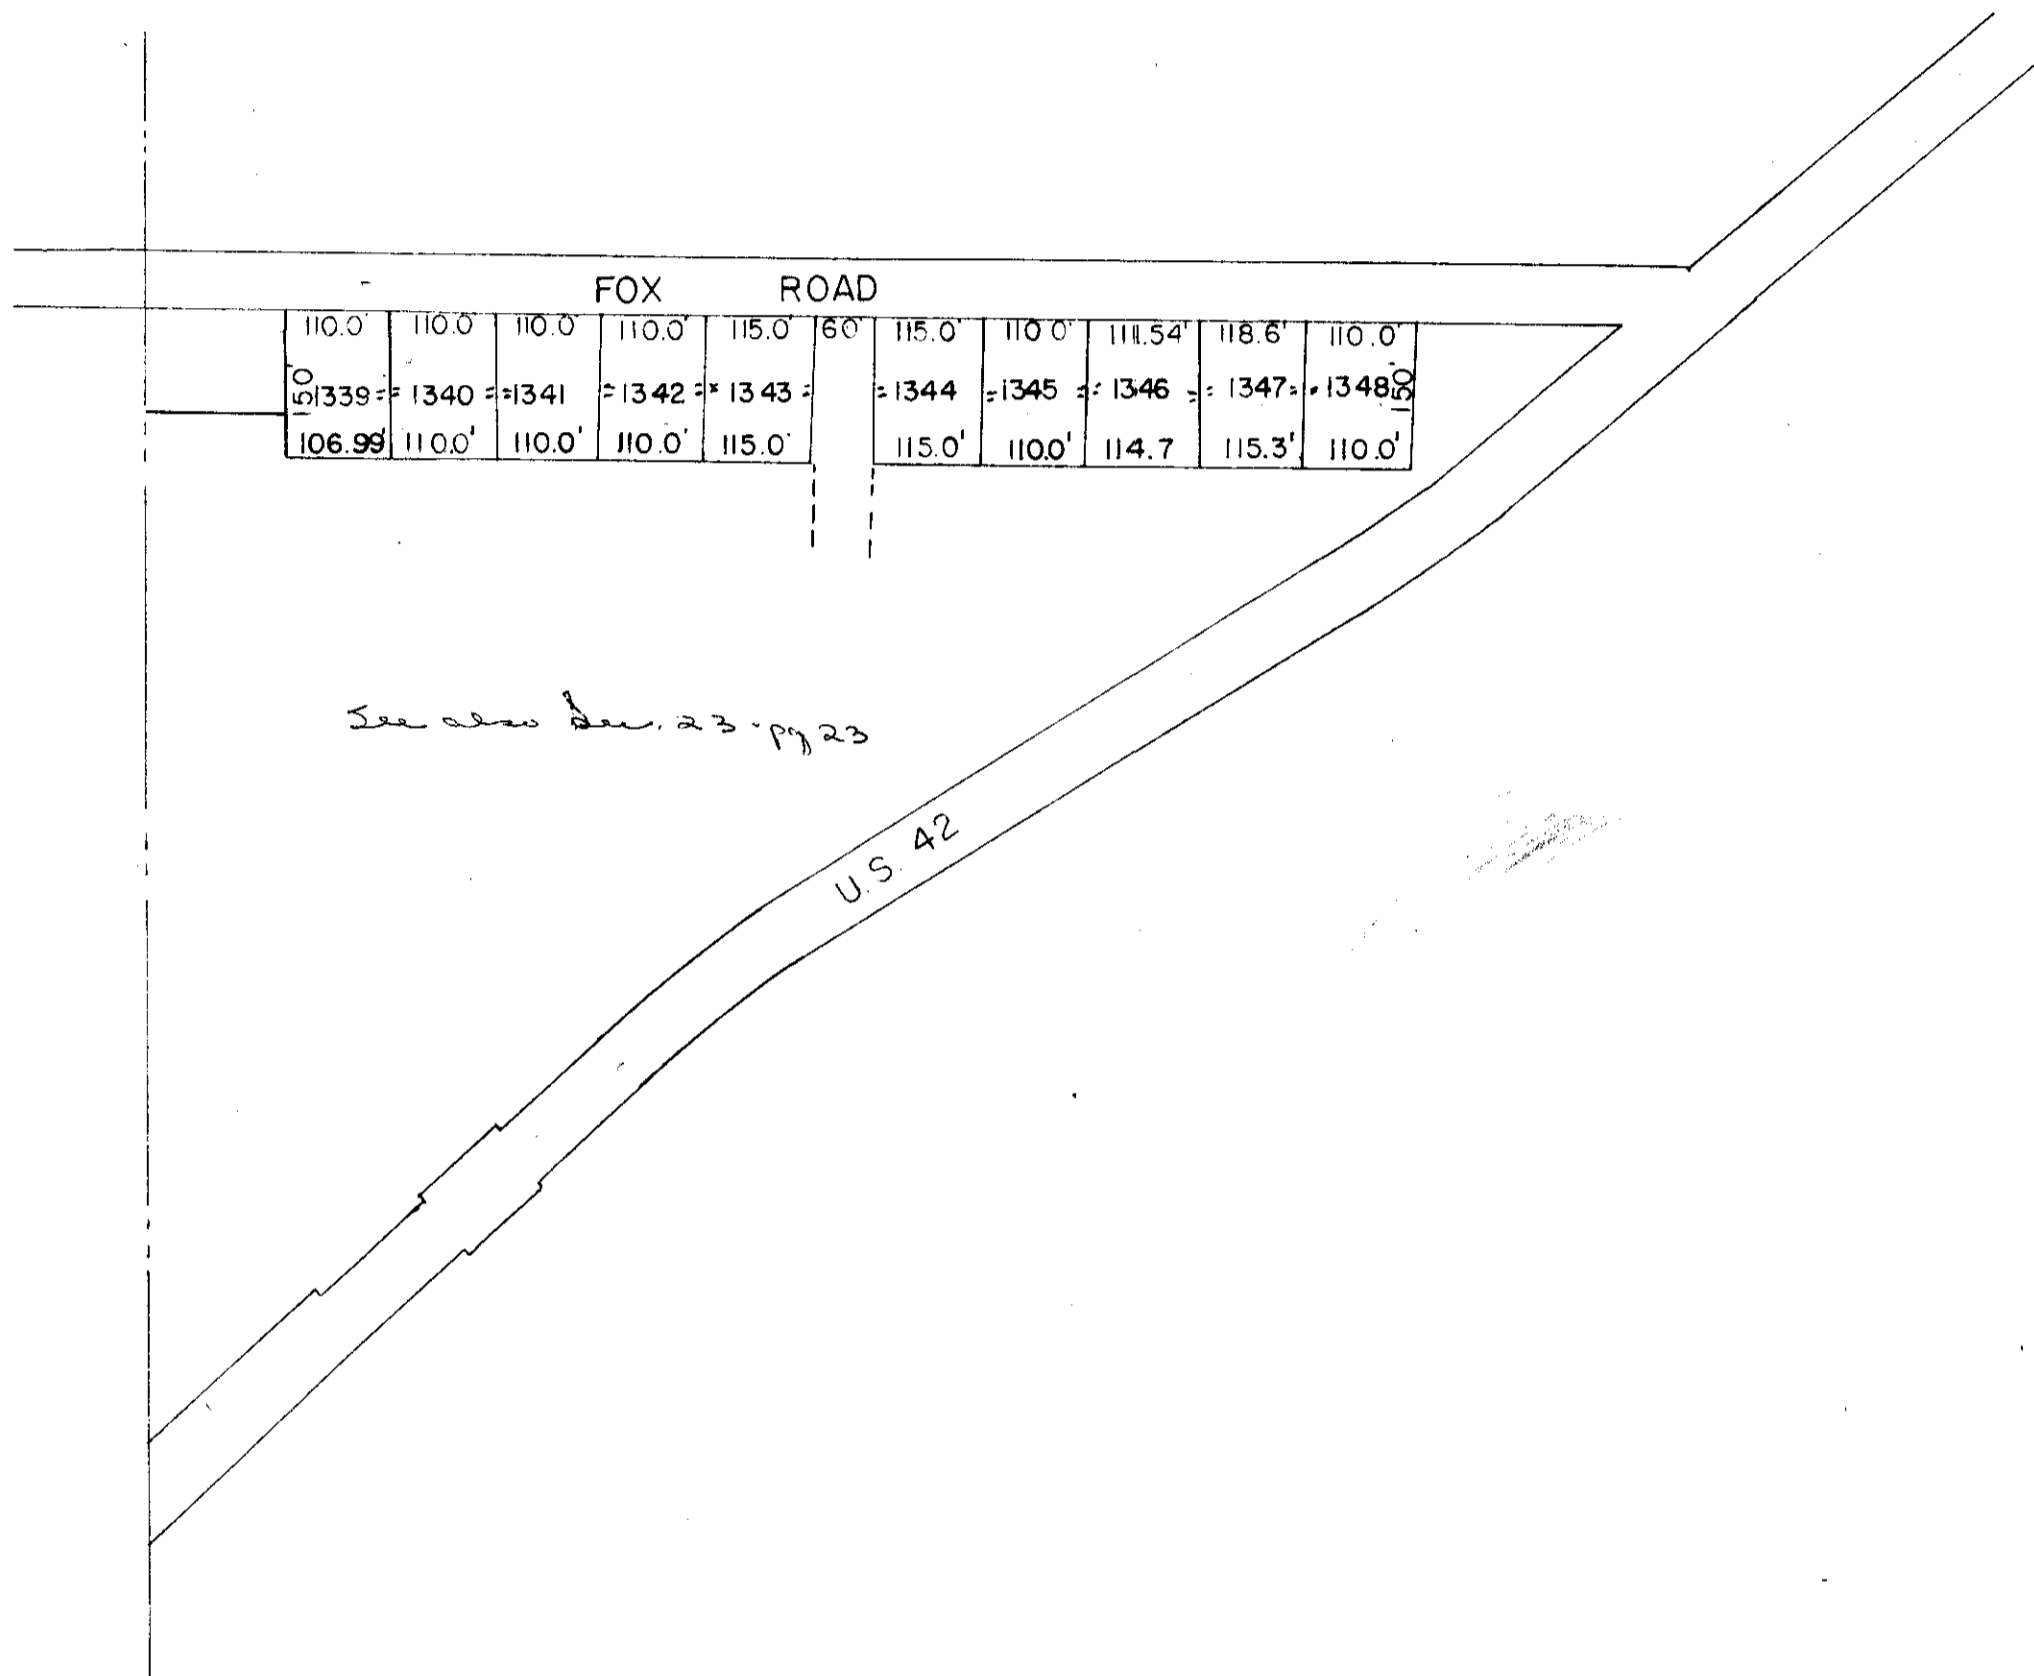 FOX ROAD
110.0' 110.0 110.0 110.0' 115.0' 60' 115.0' 110 0' 111.54' 118.6' 110.0'
150' 1339 1340 1341 1342 1343 1344 1345 1346 1347 1348 150'
106.99' 110.0' 110.0' 110.0' 115.0' 115.0' 110.0' 114.7 115.3' 110.0'
See also Sec. 23 - pg 23
U.S. 42